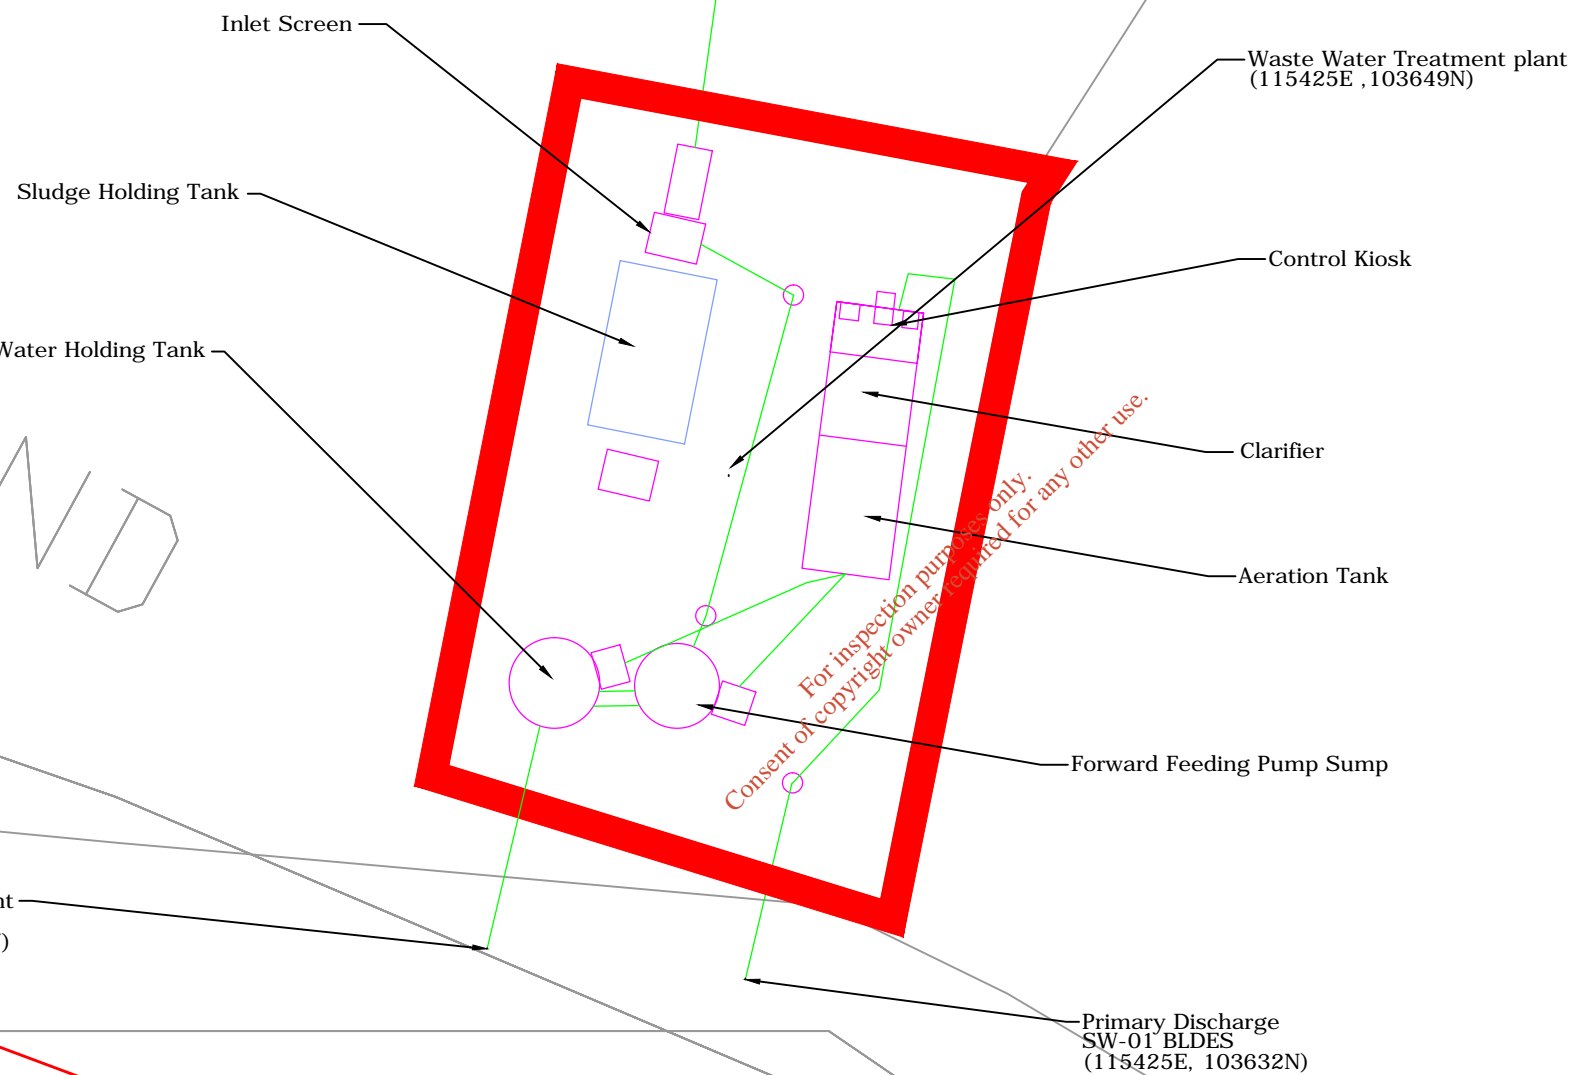 Inlet Screen
Waste Water Treatment plant
(115425E ,103649N)
Sludge Holding Tank
Control Kiosk
Water Holding Tank
Clarifier
Aeration Tank
For inspection purposes only.
Consent of copyright owner required for any other use.
Forward Feeding Pump Sump
Primary Discharge
SW-01 BLDES
(115425E, 103632N)